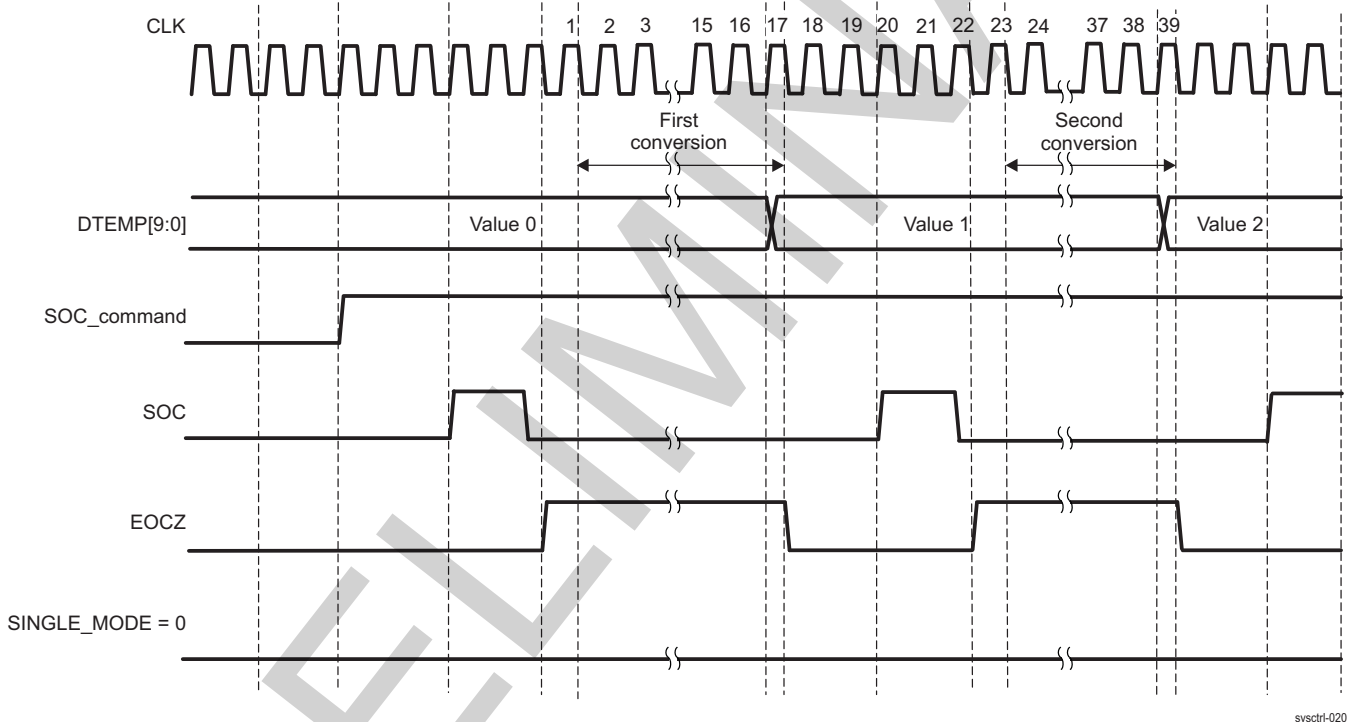 CLK
1 2 3 15 16 17 18 19 20 21 22 23 24 37 38 39
First
conversion
Second
conversion
DTEMP[9:0]
Value 0
Value 1
Value 2
SOC_command
SOC
EOCZ
SINGLE_MODE = 0
sysctrl-020